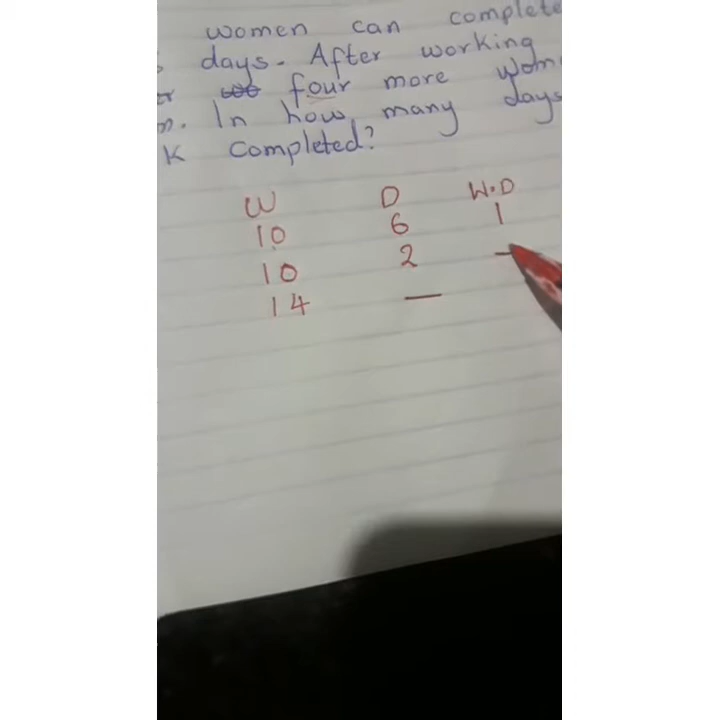 women can complete
days. After working
four more wom
In how many days
K completed?
W D W.D
10 6 1
10 2 —
14 —